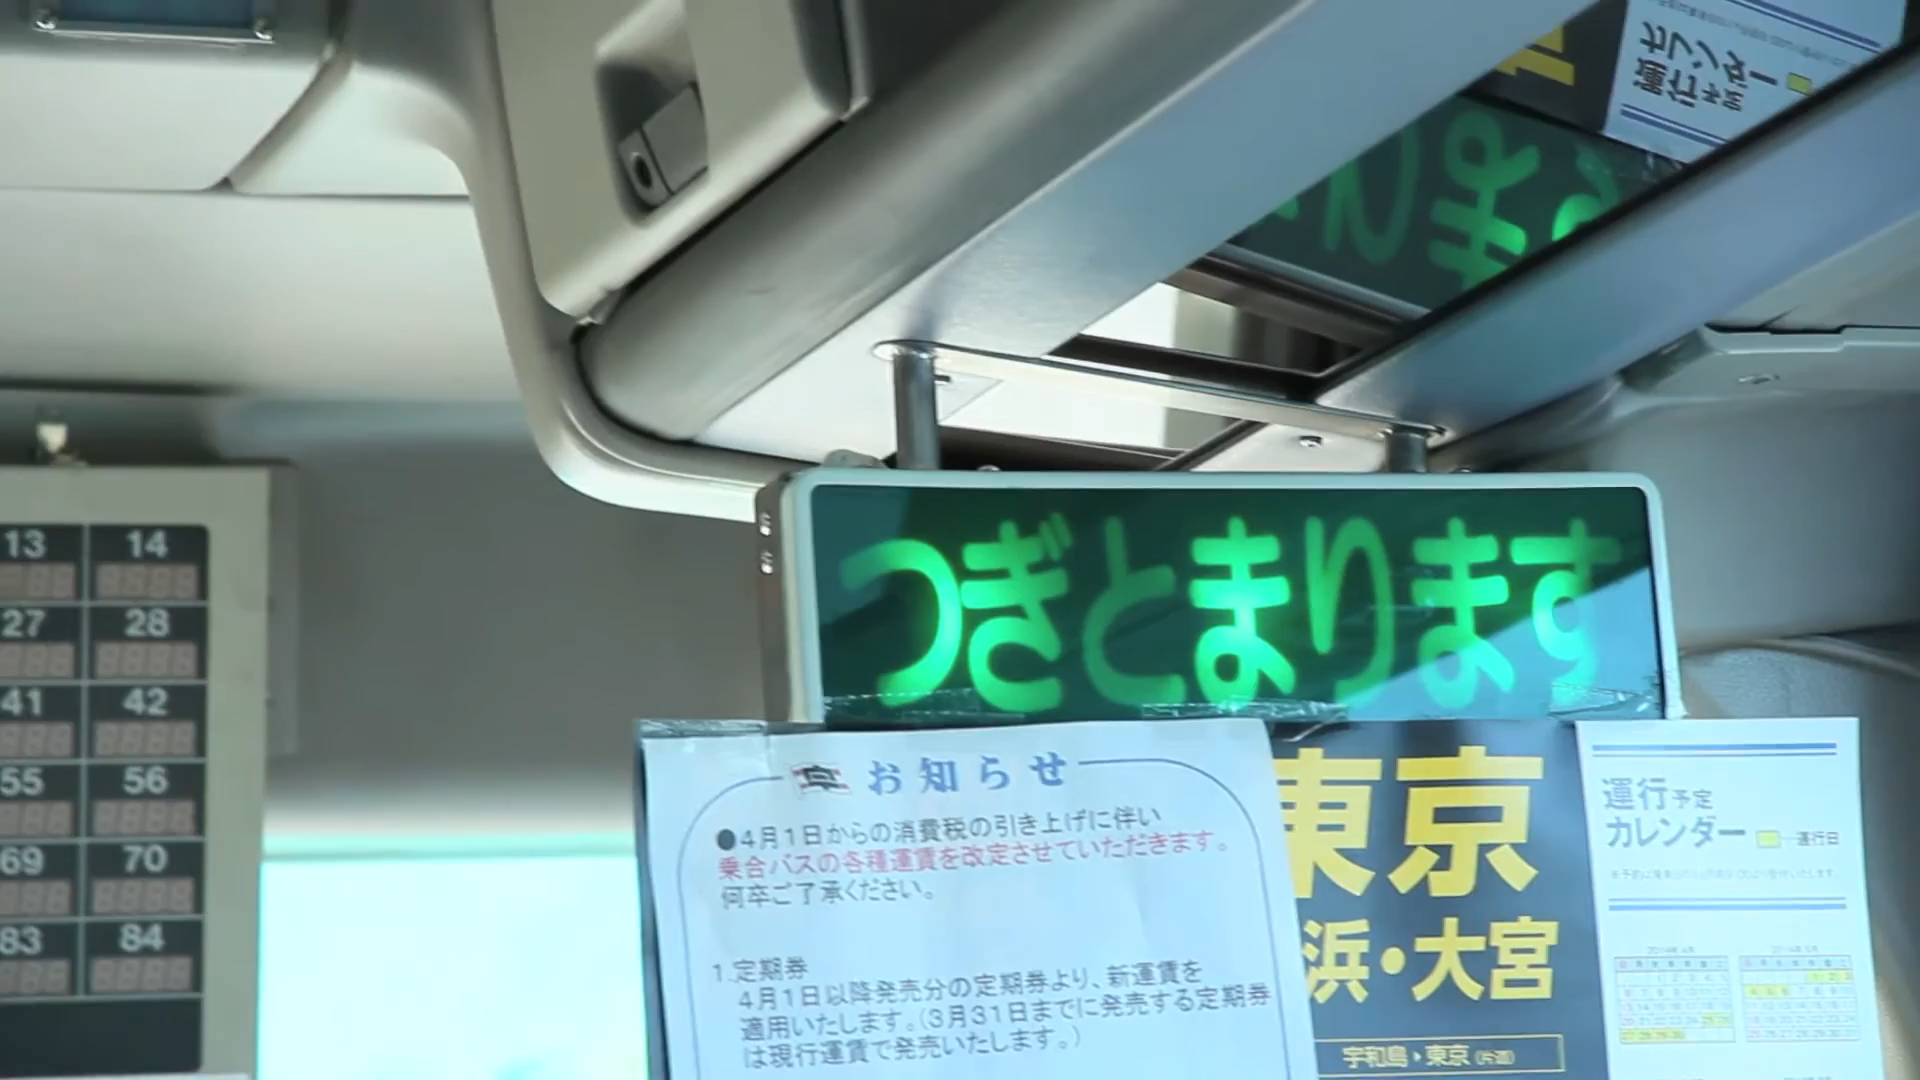 つぎとまります
13 14
27 28
41 42
55 56
69 70
83 84
お知らせ
●4月1日からの消費税の引き上げに伴い
乗合バスの各種運賃を改定させていただきます。
何卒ご了承ください。
1.定期券
4月1日以降発売分の定期券より、新運賃を
適用いたします。(3月31日までに発売する定期券
は現行運賃で発売いたします。)
東京
浜・大宮
宇和島▶東京(片道)
運行予定
カレンダー
運行日